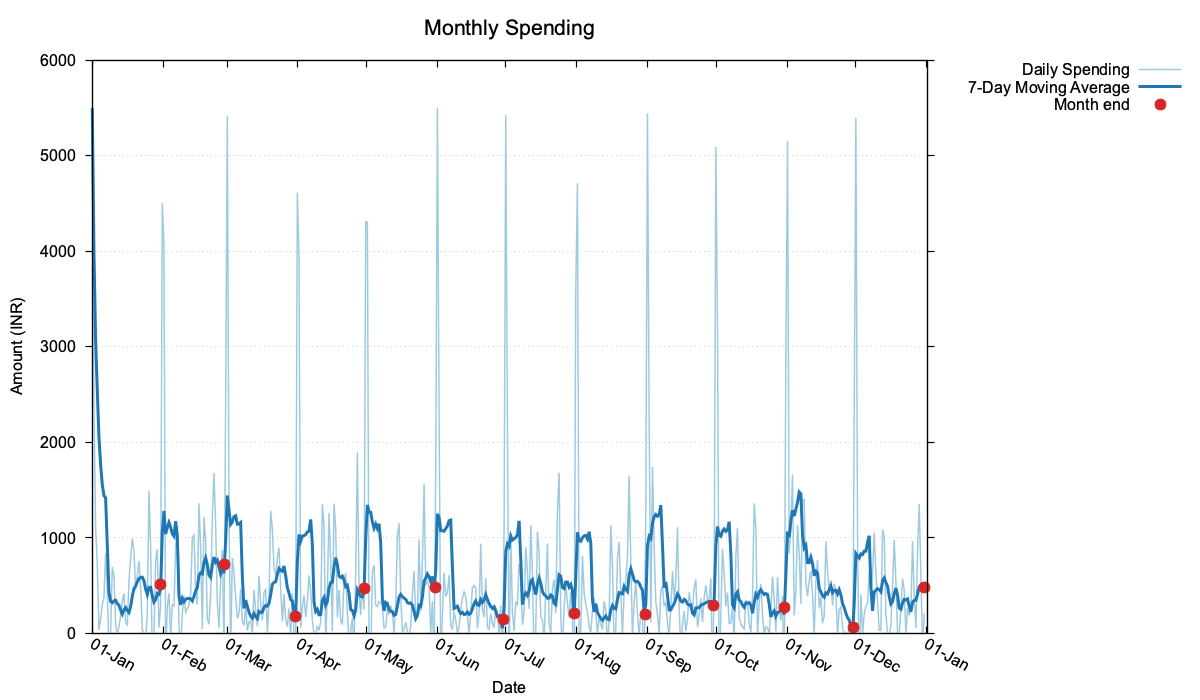 Monthly Spending
Daily Spending
7-Day Moving Average
Month end
6000
5000
4000
3000
2000
1000
0
Amount (INR)
01-Jan
01-Feb
01-Mar
01-Apr
01-May
01-Jun
01-Jul
01-Aug
01-Sep
01-Oct
01-Nov
01-Dec
01-Jan
Date